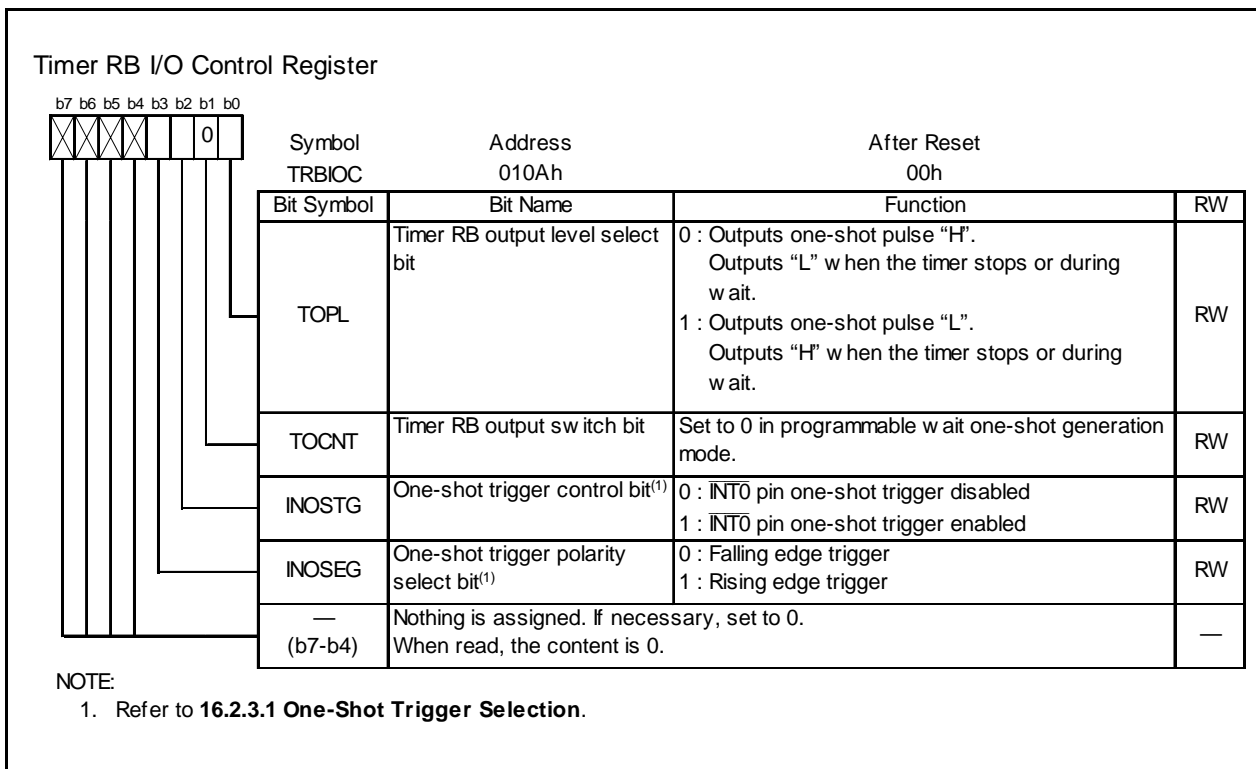 Timer RB I/O Control Register
b7 b6 b5 b4 b3 b2 b1 b0
0
Symbol Address After Reset
TRBIOC 010Ah 00h
Bit Symbol Bit Name Function RW
TOPL
Timer RB output level select
bit
0 : Outputs one-shot pulse “H”.
Outputs “L” when the timer stops or during
wait.
1 : Outputs one-shot pulse “L”.
Outputs “H” when the timer stops or during
wait.
RW
TOCNT
Timer RB output switch bit
Set to 0 in programmable wait one-shot generation
mode.
RW
INOSTG
One-shot trigger control bit(1)
0 : INT0 pin one-shot trigger disabled
1 : INT0 pin one-shot trigger enabled
RW
INOSEG
One-shot trigger polarity
select bit(1)
0 : Falling edge trigger
1 : Rising edge trigger
RW
—
(b7-b4)
Nothing is assigned. If necessary, set to 0.
When read, the content is 0.
—
NOTE:
1. Refer to 16.2.3.1 One-Shot Trigger Selection.